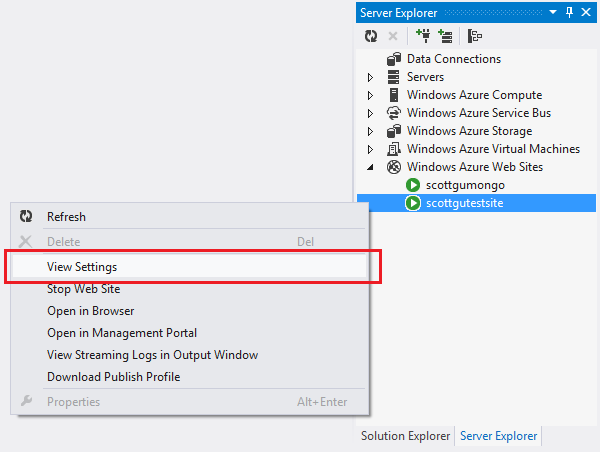 Server Explorer
Data Connections
Servers
Windows Azure Compute
Windows Azure Service Bus
Windows Azure Storage
Windows Azure Virtual Machines
Windows Azure Web Sites
scottgumongo
scottgutestsite
Refresh
Delete Del
View Settings
Stop Web Site
Open in Browser
Open in Management Portal
View Streaming Logs in Output Window
Download Publish Profile
Properties Alt+Enter
Solution Explorer Server Explorer